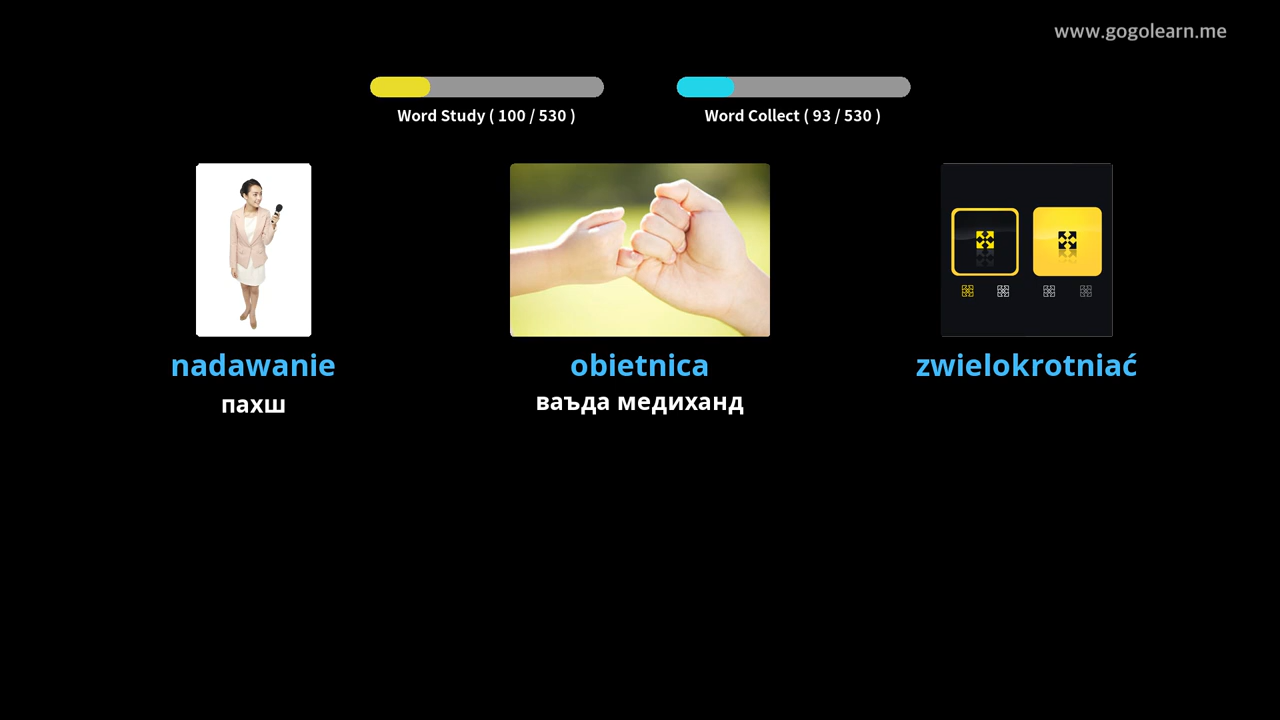 www.gogolearn.me
Word Study ( 100 / 530 )
Word Collect ( 93 / 530 )
nadawanie
obietnica
zwielokrotniać
пахш
ваъда медиханд